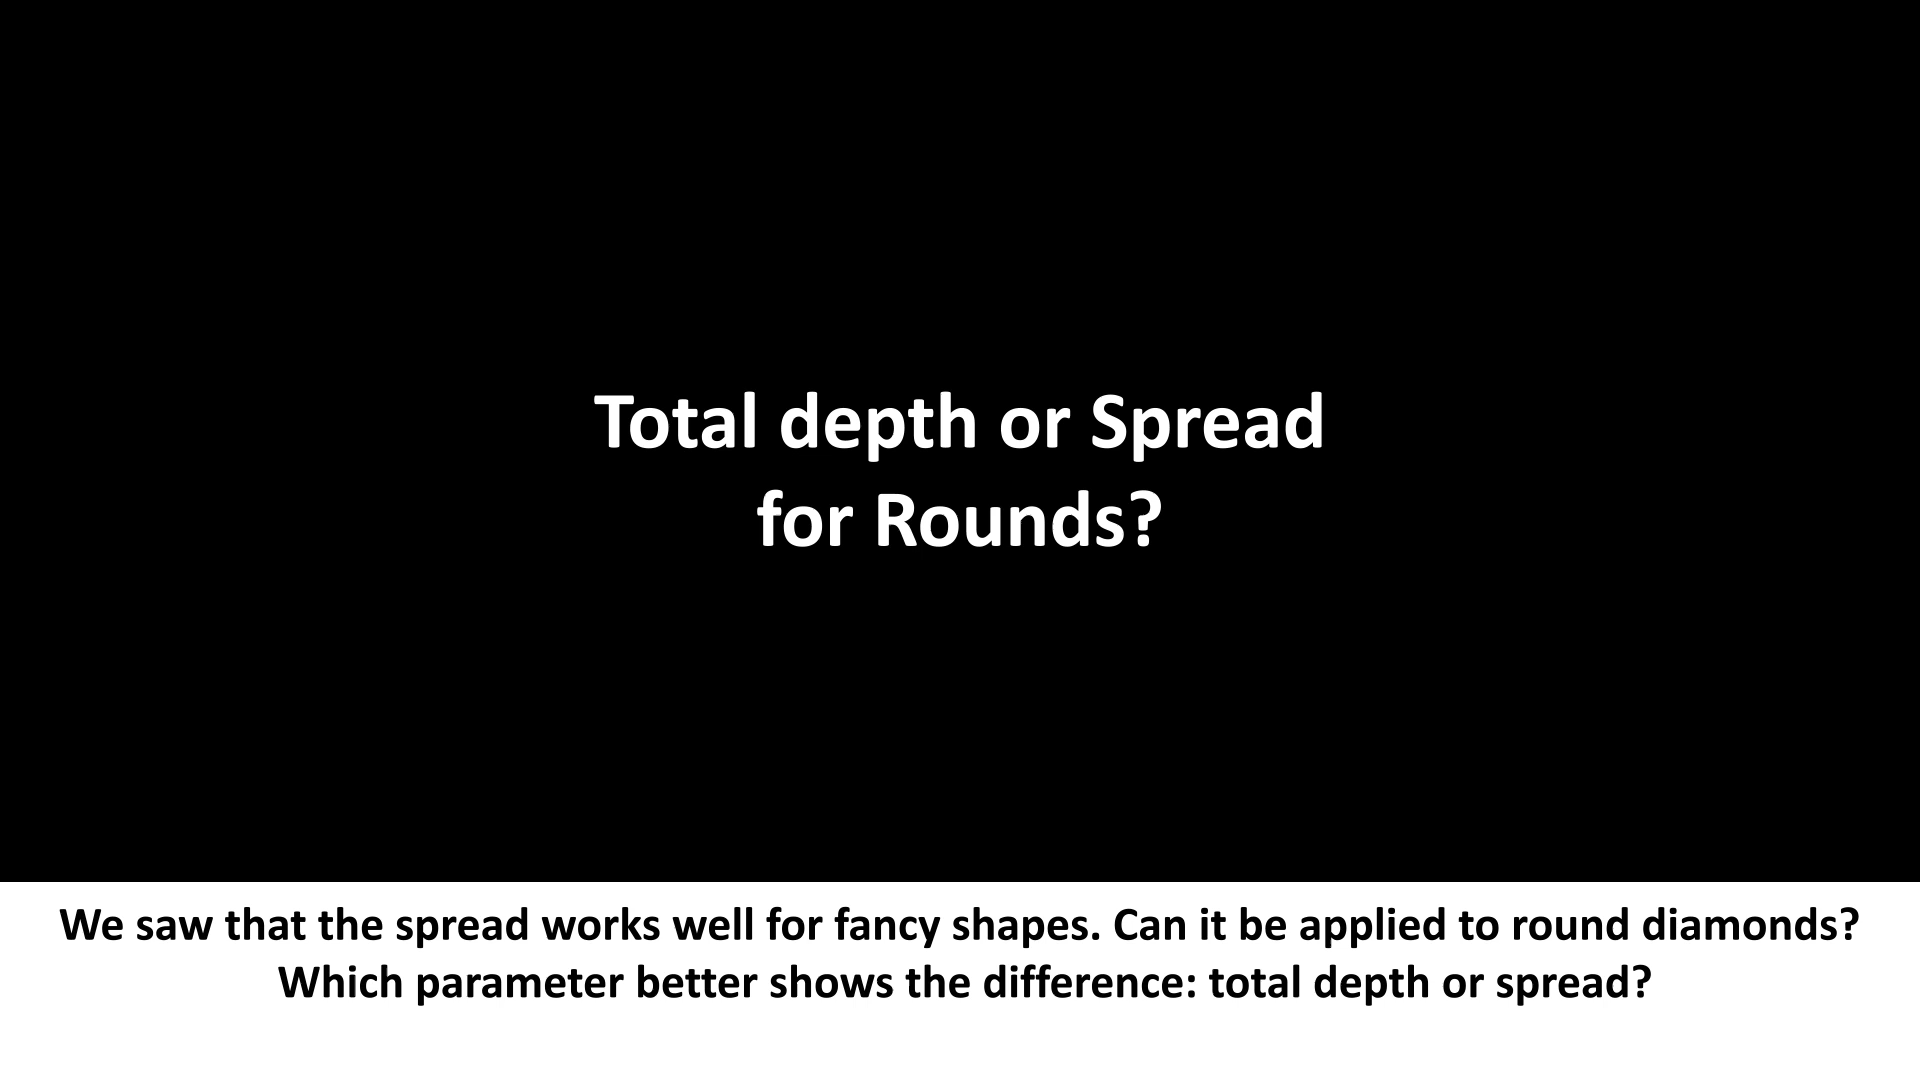 Total depth or Spread
for Rounds?
We saw that the spread works well for fancy shapes. Can it be applied to round diamonds?
Which parameter better shows the difference: total depth or spread?